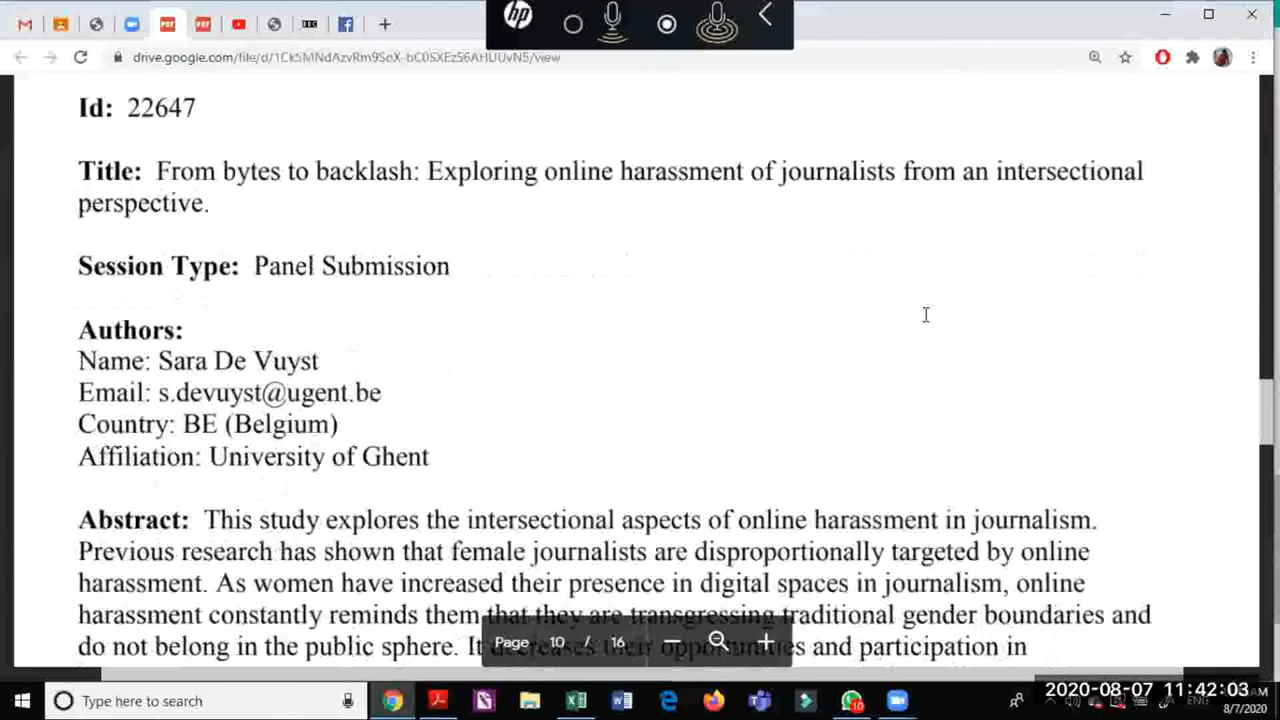 hp
drive.google.com/file/d/1Ck5MNdAzvRm9SoX-bC0SXEz56AHUUvN5/view
Id: 22647
Title: From bytes to backlash: Exploring online harassment of journalists from an intersectional
perspective.
Session Type: Panel Submission
Authors:
Name: Sara De Vuyst
Email: s.devuyst@ugent.be
Country: BE (Belgium)
Affiliation: University of Ghent
Abstract: This study explores the intersectional aspects of online harassment in journalism.
Previous research has shown that female journalists are disproportionally targeted by online
harassment. As women have increased their presence in digital spaces in journalism, online
harassment constantly reminds them that they are transgressing traditional gender boundaries and
do not belong in the public sphere. It decreases their opportunities and participation in
Page 10 / 16
Type here to search
2020-08-07 11:42:03 AM
8/7/2020